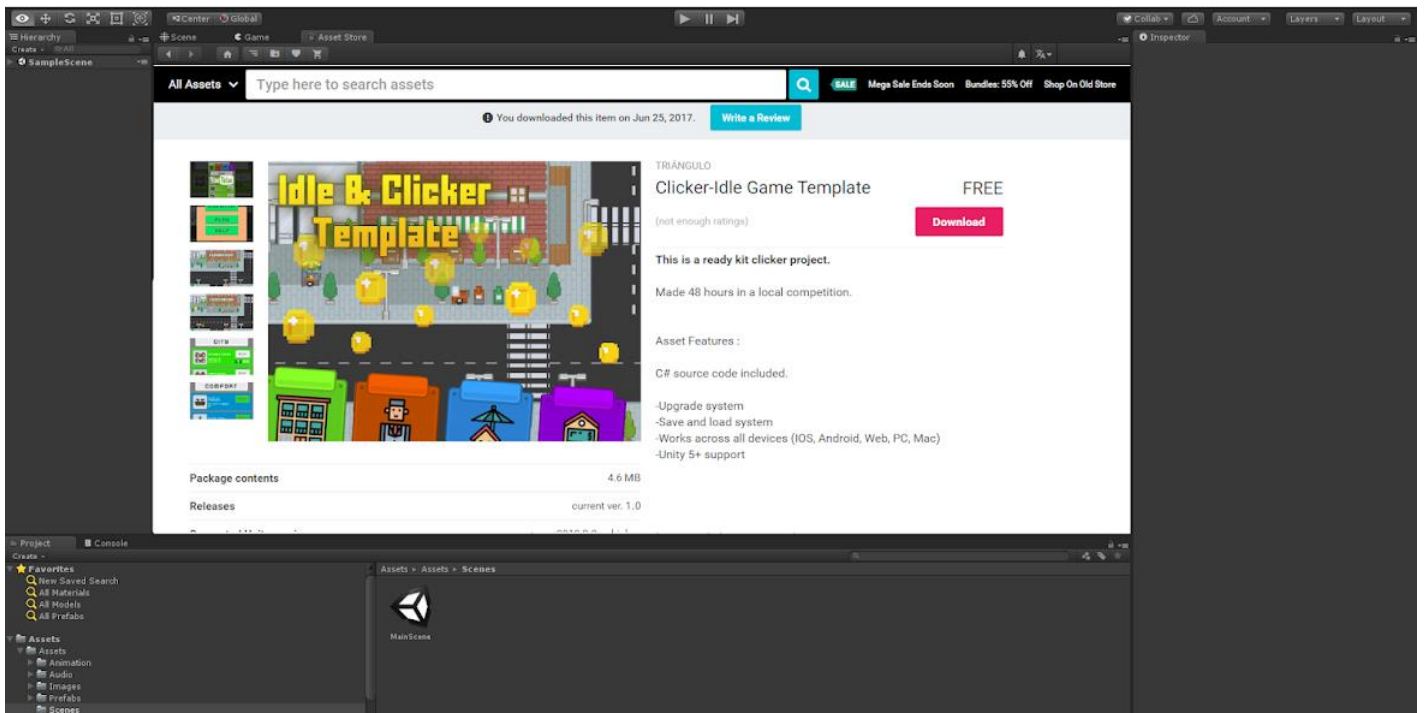 Center Global
Collab
Account
Layers
Layout
Hierarchy
Scene
Game
Asset Store
Inspector
Create
All
SampleScene
All Assets
Type here to search assets
SALE
Mega Sale Ends Soon
Bundles: 55% Off
Shop On Old Store
You downloaded this item on Jun 25, 2017.
Write a Review
Idle & Clicker
Template
TRIÂNGULO
Clicker-Idle Game Template
FREE
(not enough ratings)
Download
This is a ready kit clicker project.
Made 48 hours in a local competition.
Asset Features :
C# source code included.
-Upgrade system
-Save and load system
-Works across all devices (IOS, Android, Web, PC, Mac)
-Unity 5+ support
HELP
CITY
COMFORT
Package contents
4.6 MB
Releases
current ver. 1.0
Project
Console
Create
Favorites
New Saved Search
All Materials
All Models
All Prefabs
Assets
Assets
Animation
Audio
Images
Prefabs
Scenes
Assets ▸ Assets ▸ Scenes
MainScene